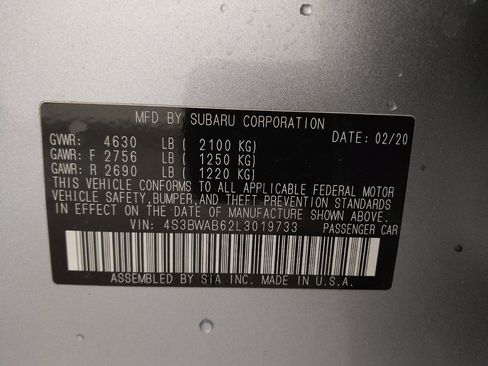 MFD BY SUBARU CORPORATION
DATE: 02/20
GVWR: 4630 LB ( 2100 KG)
GAWR: F 2756 LB ( 1250 KG)
GAWR: R 2690 LB ( 1220 KG)
THIS VEHICLE CONFORMS TO ALL APPLICABLE FEDERAL MOTOR
VEHICLE SAFETY, BUMPER, AND THEFT PREVENTION STANDARDS
IN EFFECT ON THE DATE OF MANUFACTURE SHOWN ABOVE.
VIN: 4S3BWAB62L3019733 PASSENGER CAR
ASSEMBLED BY SIA INC. MADE IN U.S.A.